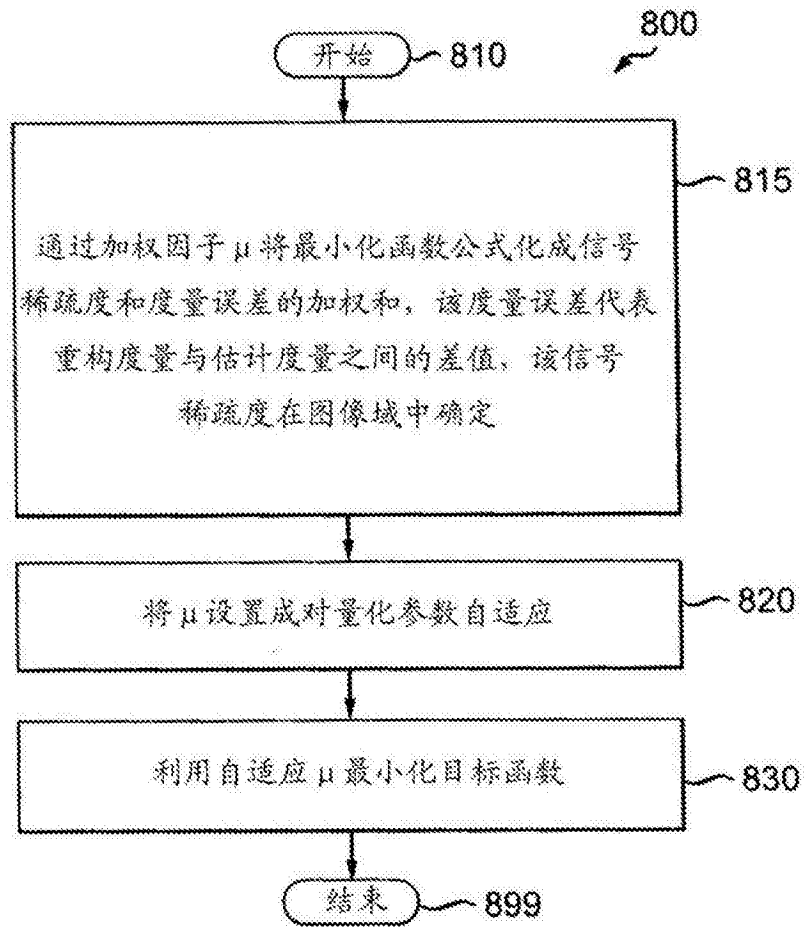 800
开始
810
通过加权因子μ将最小化函数公式化成信号
稀疏度和度量误差的加权和，该度量误差代表
重构度量与估计度量之间的差值，该信号
稀疏度在图像域中确定
815
将μ设置成对量化参数自适应
820
利用自适应μ最小化目标函数
830
结束
899